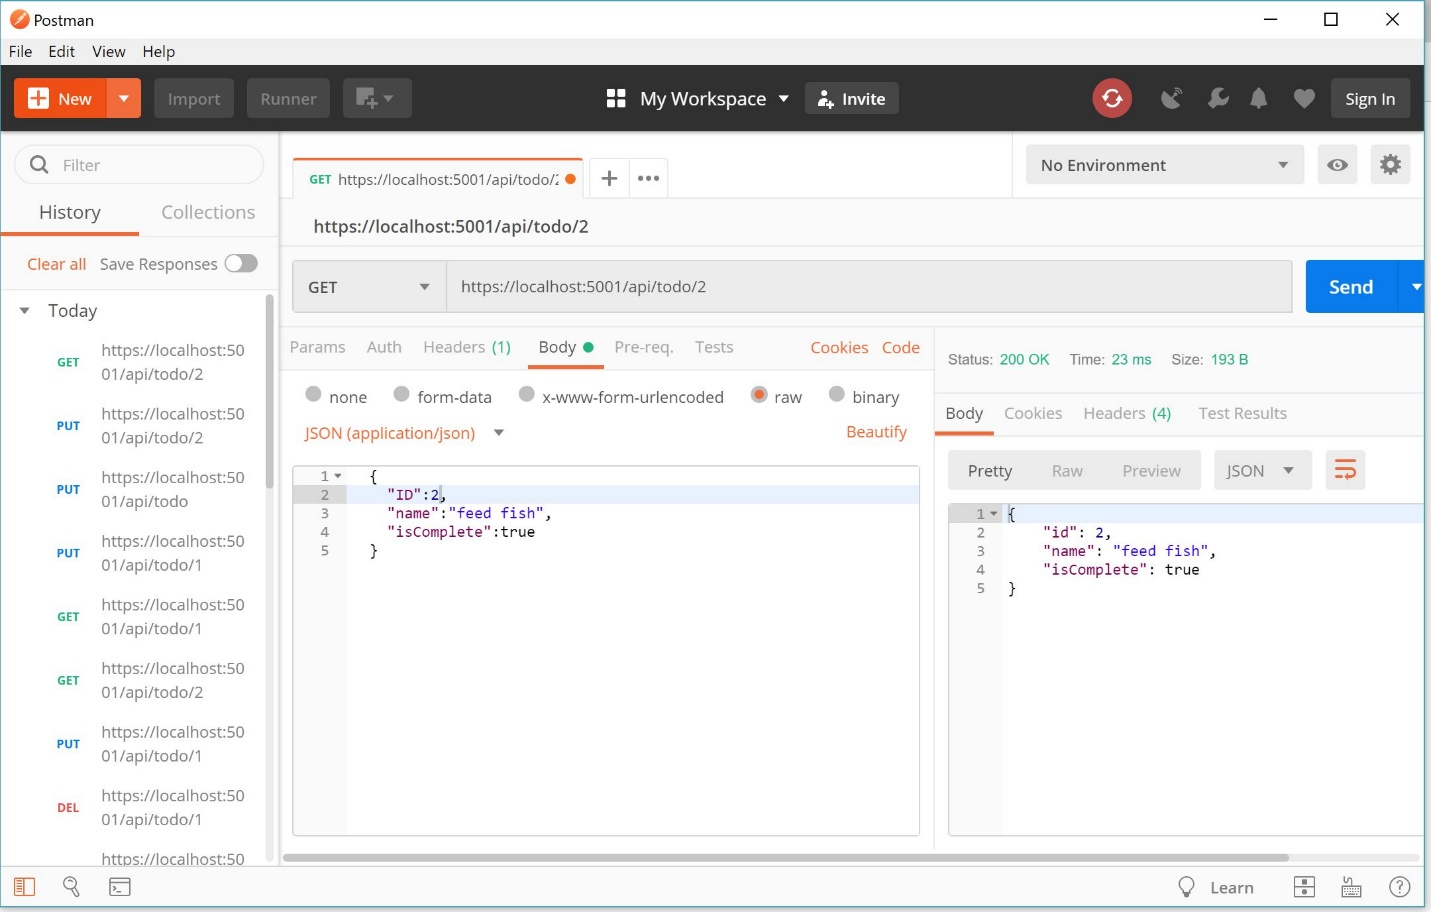 Postman
File Edit View Help
New Import Runner My Workspace Invite Sign In
Filter
History Collections
Clear all Save Responses
Today
GET https://localhost:50
01/api/todo/2
PUT https://localhost:50
01/api/todo/2
PUT https://localhost:50
01/api/todo
PUT https://localhost:50
01/api/todo/1
GET https://localhost:50
01/api/todo/1
GET https://localhost:50
01/api/todo/2
PUT https://localhost:50
01/api/todo/1
DEL https://localhost:50
01/api/todo/1
https://localhost:50
GET https://localhost:5001/api/todo/2
No Environment
https://localhost:5001/api/todo/2
GET https://localhost:5001/api/todo/2 Send
Params Auth Headers (1) Body Pre-req. Tests Cookies Code
none form-data x-www-form-urlencoded raw binary
JSON (application/json) Beautify
1 {
2 "ID":2,
3 "name":"feed fish",
4 "isComplete":true
5 }
Status: 200 OK Time: 23 ms Size: 193 B
Body Cookies Headers (4) Test Results
Pretty Raw Preview JSON
1 {
2 "id": 2,
3 "name": "feed fish",
4 "isComplete": true
5 }
Learn